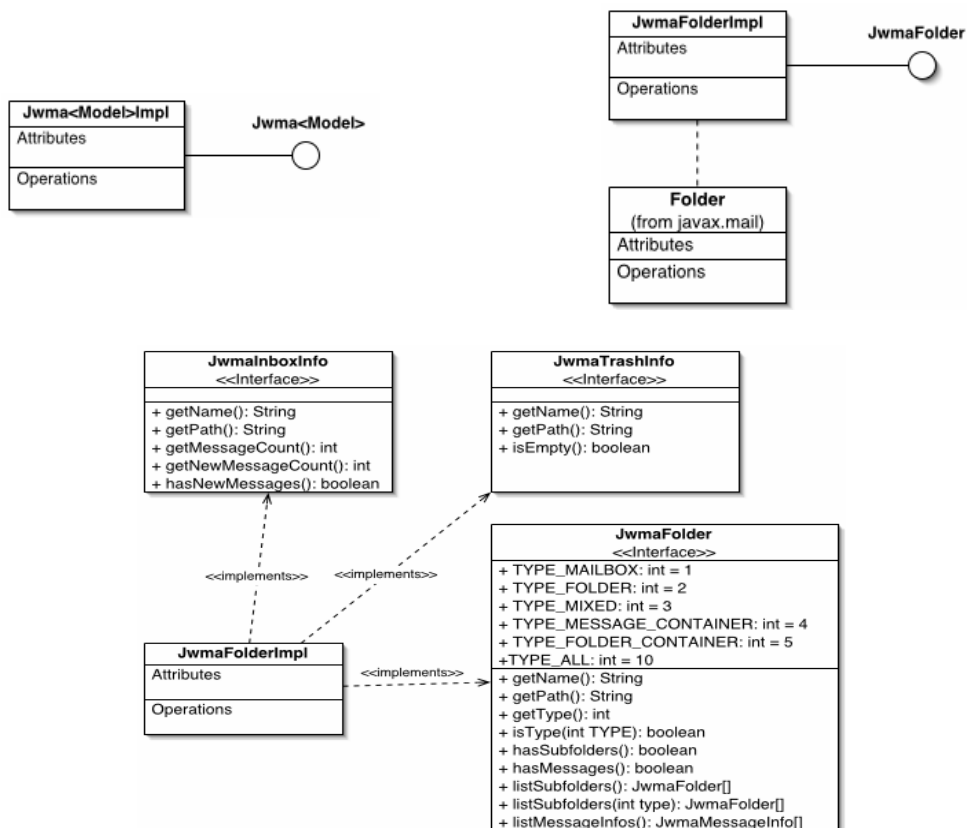 JwmaFolderImpl
Attributes
Operations
JwmaFolder
Jwma<Model>Impl
Attributes
Operations
Jwma<Model>
Folder
(from javax.mail)
Attributes
Operations
JwmaInboxInfo
<<Interface>>
+ getName(): String
+ getPath(): String
+ getMessageCount(): int
+ getNewMessageCount(): int
+ hasNewMessages(): boolean
JwmaTrashInfo
<<Interface>>
+ getName(): String
+ getPath(): String
+ isEmpty(): boolean
<<implements>>
<<implements>>
JwmaFolderImpl
Attributes
Operations
<<implements>>
JwmaFolder
<<Interface>>
+ TYPE_MAILBOX: int = 1
+ TYPE_FOLDER: int = 2
+ TYPE_MIXED: int = 3
+ TYPE_MESSAGE_CONTAINER: int = 4
+ TYPE_FOLDER_CONTAINER: int = 5
+TYPE_ALL: int = 10
+ getName(): String
+ getPath(): String
+ getType(): int
+ isType(int TYPE): boolean
+ hasSubfolders(): boolean
+ hasMessages(): boolean
+ listSubfolders(): JwmaFolder[]
+ listSubfolders(int type): JwmaFolder[]
+ listMessageInfos(): JwmaMessageInfo[]